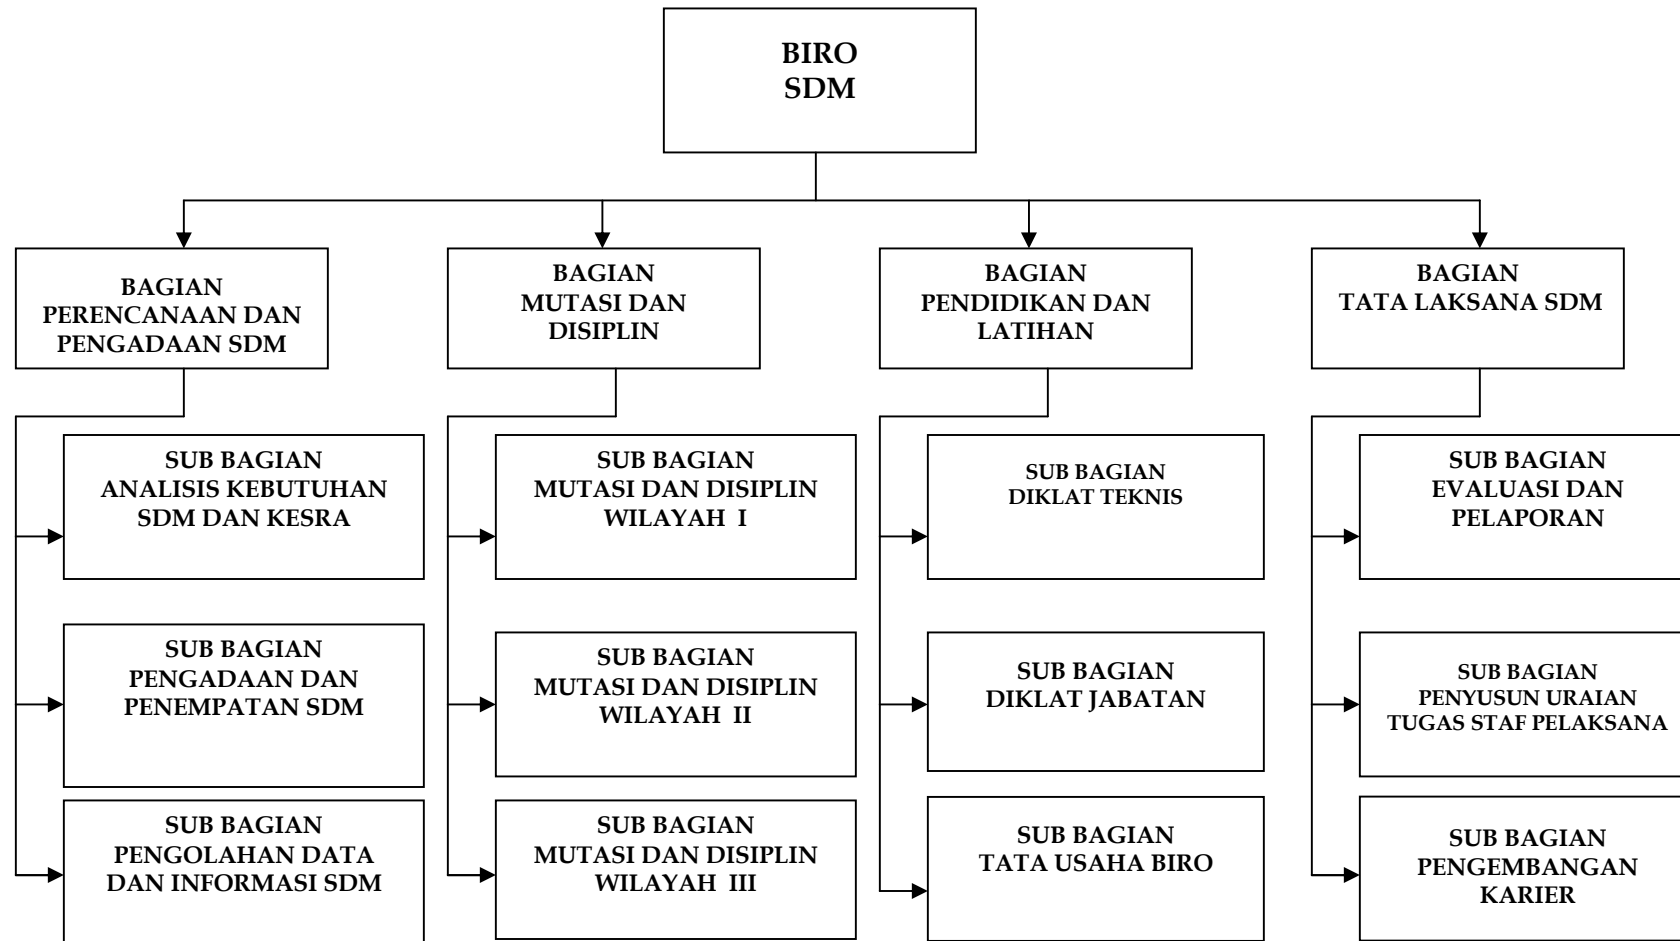 BIRO
SDM
BAGIAN
PERENCANAAN DAN
PENGADAAN SDM
BAGIAN
MUTASI DAN
DISIPLIN
BAGIAN
PENDIDIKAN DAN
LATIHAN
BAGIAN
TATA LAKSANA SDM
SUB BAGIAN
ANALISIS KEBUTUHAN
SDM DAN KESRA
SUB BAGIAN
MUTASI DAN DISIPLIN
WILAYAH  I
SUB BAGIAN
DIKLAT TEKNIS
SUB BAGIAN
EVALUASI DAN
PELAPORAN
SUB BAGIAN
PENGADAAN DAN
PENEMPATAN SDM
SUB BAGIAN
MUTASI DAN DISIPLIN
WILAYAH  II
SUB BAGIAN
DIKLAT JABATAN
SUB BAGIAN
PENYUSUN URAIAN
TUGAS STAF PELAKSANA
SUB BAGIAN
PENGOLAHAN DATA
DAN INFORMASI SDM
SUB BAGIAN
MUTASI DAN DISIPLIN
WILAYAH  III
SUB BAGIAN
TATA USAHA BIRO
SUB BAGIAN
PENGEMBANGAN
KARIER